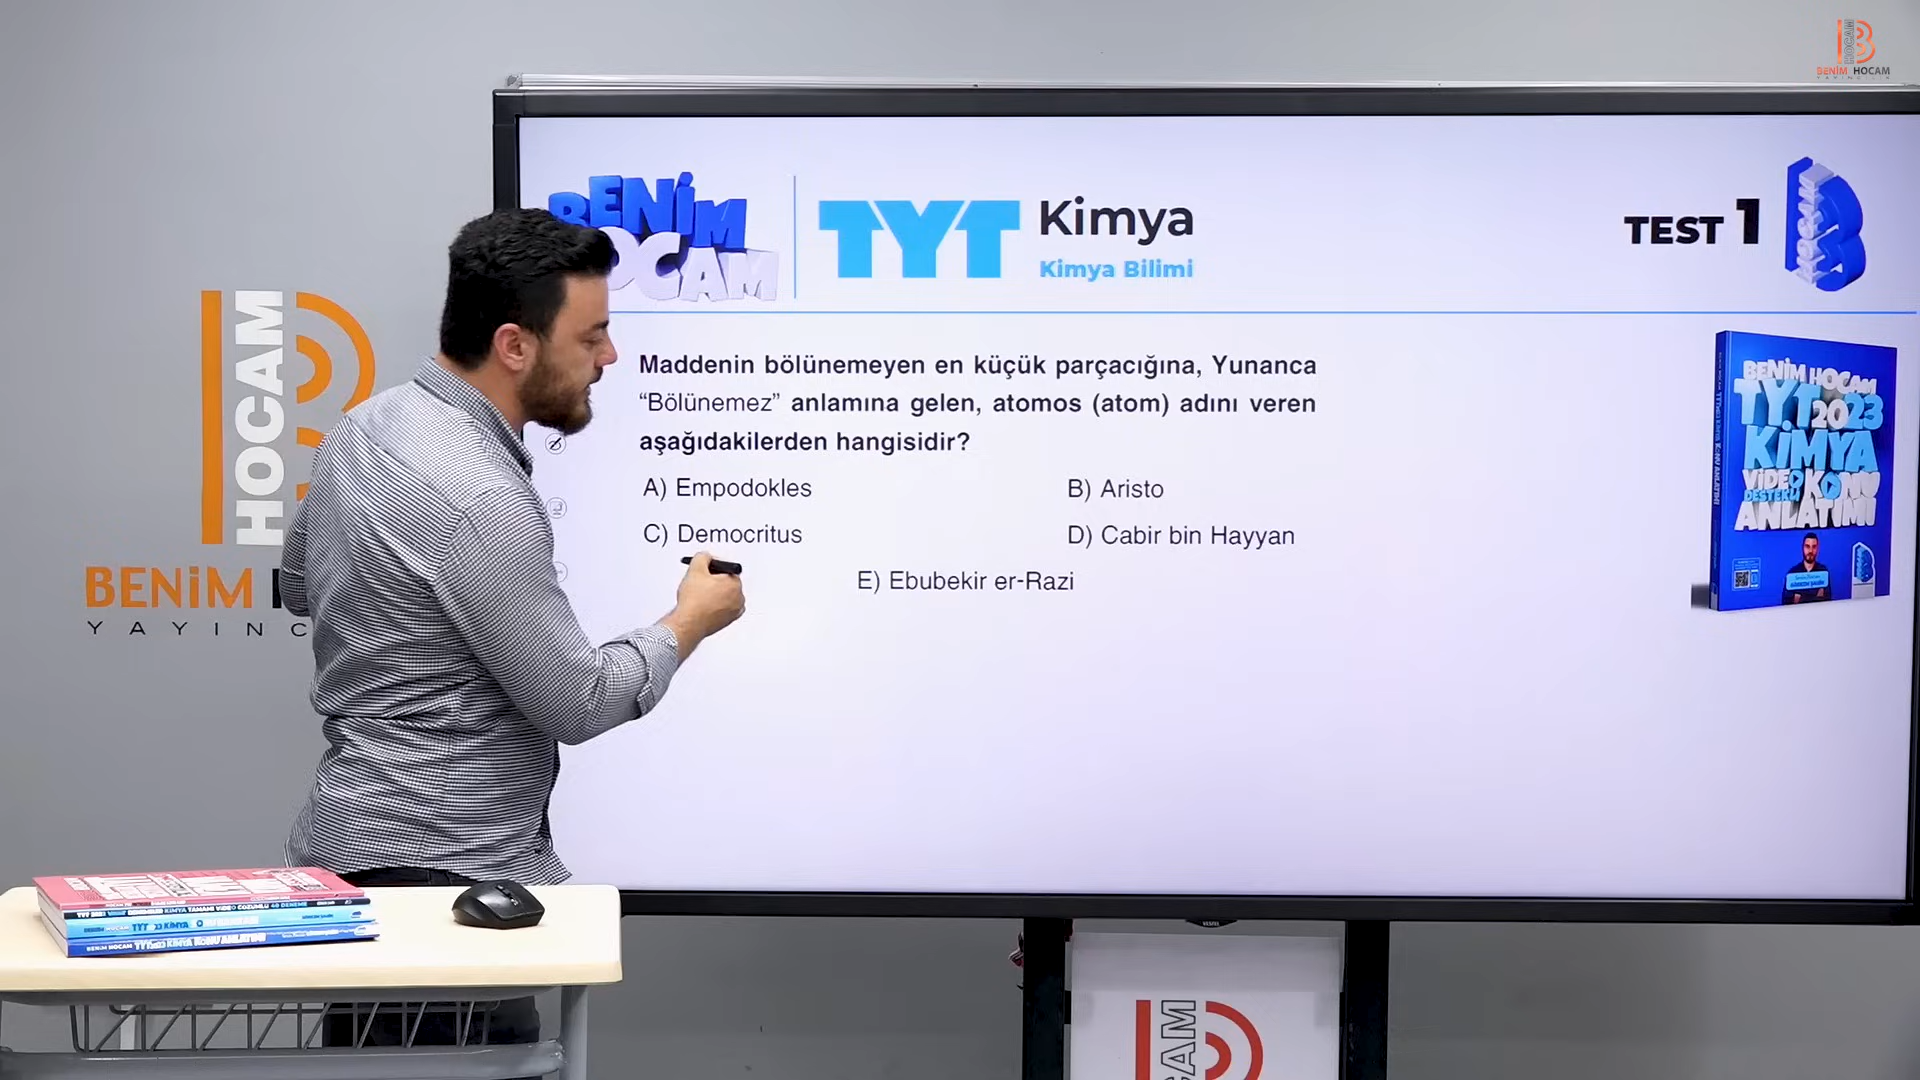 BENİM HOCAM
BENİM HOCAM
TYT
Kimya
Kimya Bilimi
TEST 1
HOCAM
Maddenin bölünemeyen en küçük parçacığına, Yunanca
“Bölünemez” anlamına gelen, atomos (atom) adını veren
aşağıdakilerden hangisidir?
A) Empodokles
B) Aristo
C) Democritus
D) Cabir bin Hayyan
E) Ebubekir er-Razi
BENİM HOCAM
TYT 2023
KİMYA
VİDEO
DESTEKLİ
KONU
ANLATIMI
HOCAM
BENİM